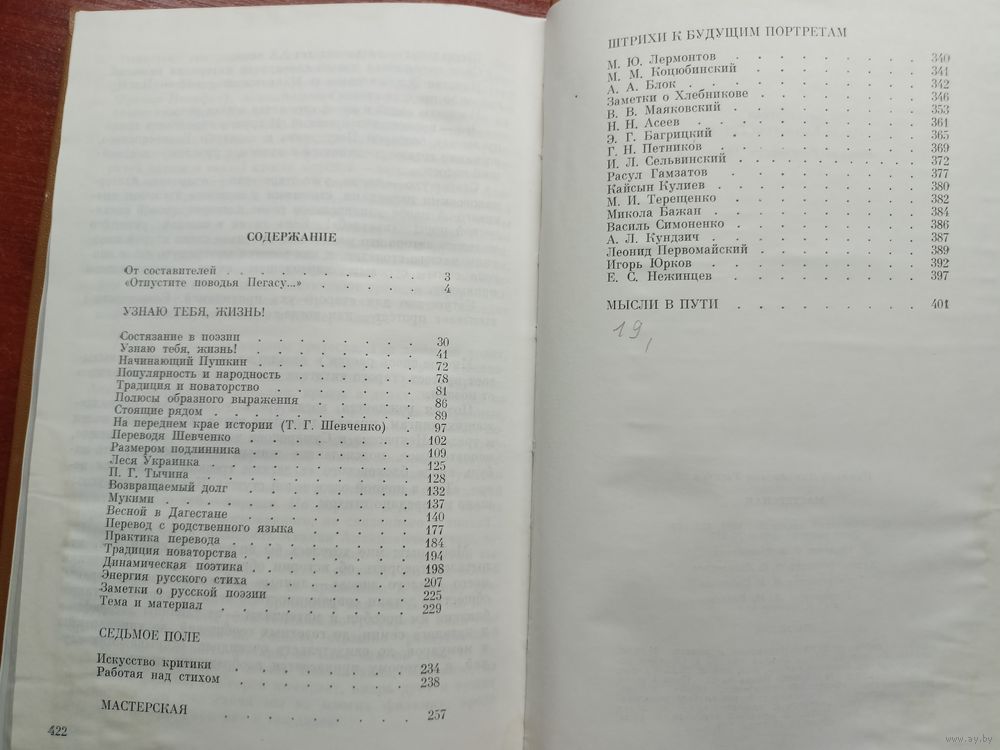 СОДЕРЖАНИЕ
От составителей . . . . . . . . 3
«Отпустите поводья Пегасу...» . . . . . 4
УЗНАЮ ТЕБЯ, ЖИЗНЬ!
Состязание в поэзии . . . . . . . 30
Узнаю тебя, жизнь! . . . . . . . 41
Начинающий Пушкин . . . . . . . 72
Популярность и народность . . . . . 78
Традиция и новаторство . . . . . . 81
Полюсы образного выражения . . . . . 86
Стоящие рядом . . . . . . . . 89
На переднем крае истории (Т. Г. Шевченко) . 97
Переводя Шевченко . . . . . . . 102
Размером подлинника . . . . . . . 109
Леся Украинка . . . . . . . . 125
П. Г. Тычина . . . . . . . . 128
Возвращаемый долг . . . . . . . 132
Мукими . . . . . . . . . 137
Весной в Дагестане . . . . . . . 140
Перевод с родственного языка . . . . . 177
Практика перевода . . . . . . . 184
Традиция новаторства . . . . . . . 194
Динамическая поэтика . . . . . . . 198
Энергия русского стиха . . . . . . 207
Заметки о русской поэзии . . . . . . 225
Тема и материал . . . . . . . . 229
СЕДЬМОЕ ПОЛЕ
Искусство критики . . . . . . . 234
Работая над стихом . . . . . . . 238
МАСТЕРСКАЯ . . . . . . . . 257
422
ШТРИХИ К БУДУЩИМ ПОРТРЕТАМ
М. Ю. Лермонтов . . . . . . . . 340
М. М. Коцюбинский . . . . . . . 341
А. А. Блок . . . . . . . . . 342
Заметки о Хлебникове . . . . . . . 346
В. В. Маяковский . . . . . . . . 353
Н. Н. Асеев . . . . . . . . . 361
Э. Г. Багрицкий . . . . . . . . 365
Г. Н. Петников . . . . . . . . 369
И. Л. Сельвинский . . . . . . . . 372
Расул Гамзатов . . . . . . . . 377
Кайсын Кулиев . . . . . . . . 380
М. И. Терещенко . . . . . . . . 382
Микола Бажан . . . . . . . . 384
Василь Симоненко . . . . . . . . 386
А. Л. Кундзич . . . . . . . . 387
Леонид Первомайский . . . . . . . 389
Игорь Юрков . . . . . . . . 392
Е. С. Нежинцев . . . . . . . . 397
МЫСЛИ В ПУТИ . . . . . . . . 401
19,
www.ay.by